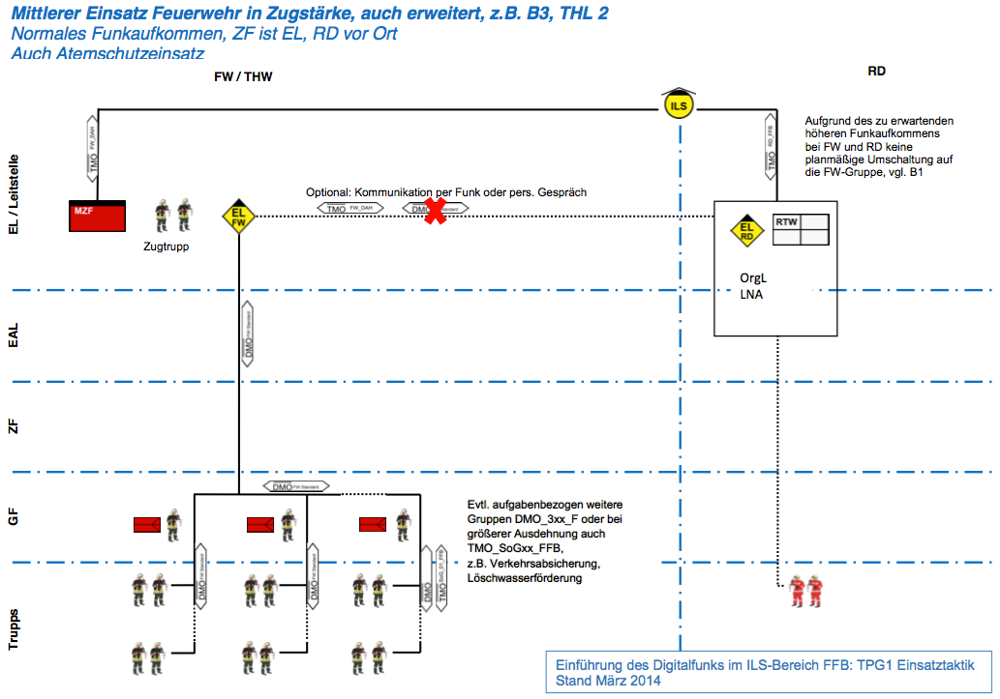 Mittlerer Einsatz Feuerwehr in Zugstärke, auch erweitert, z.B. B3, THL 2
Normales Funkaufkommen, ZF ist EL, RD vor Ort
Auch Atemschutzeinsatz
FW / THW
RD
ILS
TMO FW_DAH
TMO RD_FFB
Aufgrund des zu erwartenden
höheren Funkaufkommens
bei FW und RD keine
planmäßige Umschaltung auf
die FW-Gruppe, vgl. B1
EL / Leitstelle
MZF
Zugtrupp
EL
FW
Optional: Kommunikation per Funk oder pers. Gespräch
TMO FW_DAH
DMO
EL
RD
RTW
OrgL
LNA
EAL
DMO FW Standard
ZF
GF
DMO FW Standard
Evtl. aufgabenbezogen weitere
Gruppen DMO_3xx_F oder bei
größerer Ausdehnung auch
TMO_SoGxx_FFB,
z.B. Verkehrsabsicherung,
Löschwasserförderung
Trupps
DMO FW Standard
DMO FW Standard
DMO
TMO SoG_01_FFB
Einführung des Digitalfunks im ILS-Bereich FFB: TPG1 Einsatztaktik
Stand März 2014